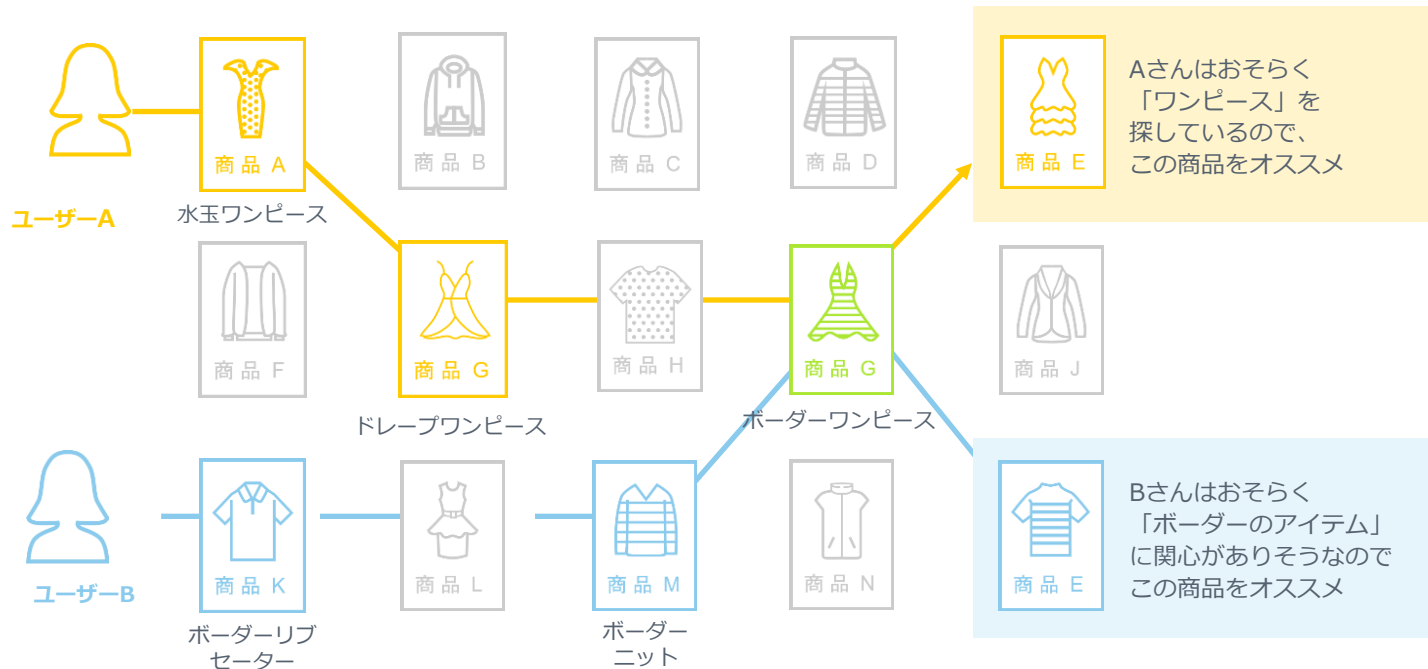 商品 A
商品 B
商品 C
商品 D
商品 E
Aさんはおそらく
「ワンピース」を
探しているので、
この商品をオススメ
ユーザーA
水玉ワンピース
商品 F
商品 G
商品 H
商品 G
商品 J
ドレープワンピース
ボーダーワンピース
ユーザーB
商品 K
商品 L
商品 M
商品 N
商品 E
Bさんはおそらく
「ボーダーのアイテム」
に関心がありそうなので
この商品をオススメ
ボーダーリブ
セーター
ボーダー
ニット